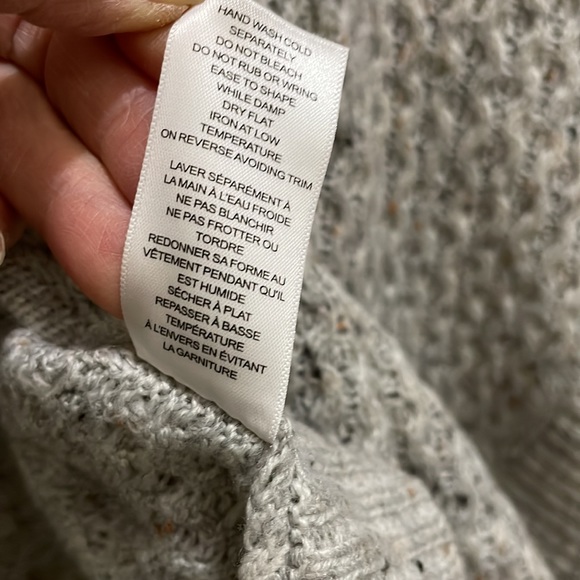 HAND WASH COLD
SEPARATELY
DO NOT BLEACH
DO NOT RUB OR WRING
EASE TO SHAPE
WHILE DAMP
DRY FLAT
IRON AT LOW
TEMPERATURE
ON REVERSE AVOIDING TRIM
LAVER SÉPARÉMENT À
LA MAIN À L'EAU FROIDE
NE PAS BLANCHIR
NE PAS FROTTER OU
TORDRE
REDONNER SA FORME AU
VÊTEMENT PENDANT QU'IL
EST HUMIDE
SÉCHER À PLAT
REPASSER À BASSE
TEMPÉRATURE
À L'ENVERS EN ÉVITANT
LA GARNITURE